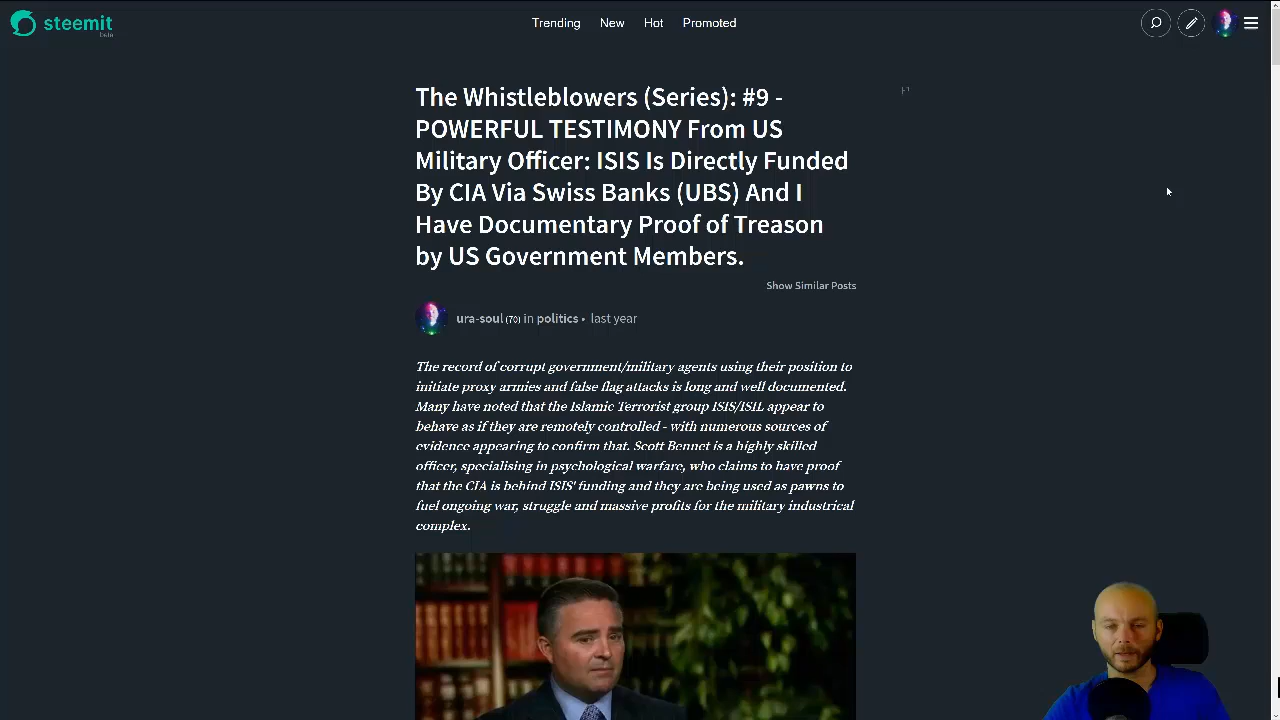 steemit
beta
Trending New Hot Promoted
The Whistleblowers (Series): #9 -
POWERFUL TESTIMONY From US
Military Officer: ISIS Is Directly Funded
By CIA Via Swiss Banks (UBS) And I
Have Documentary Proof of Treason
by US Government Members.
Show Similar Posts
ura-soul (70) in politics • last year
The record of corrupt government/military agents using their position to
initiate proxy armies and false flag attacks is long and well documented.
Many have noted that the Islamic Terrorist group ISIS/ISIL appear to
behave as if they are remotely controlled - with numerous sources of
evidence appearing to confirm that. Scott Bennet is a highly skilled
officer, specialising in psychological warfare, who claims to have proof
that the CIA is behind ISIS' funding and they are being used as pawns to
fuel ongoing war, struggle and massive profits for the military industrical
complex.